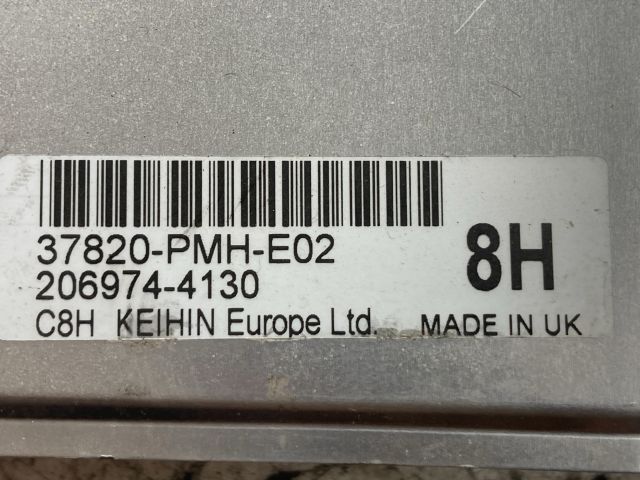 37820-PMH-E02
206974-4130
8H
C8H KEIHIN Europe Ltd. MADE IN UK